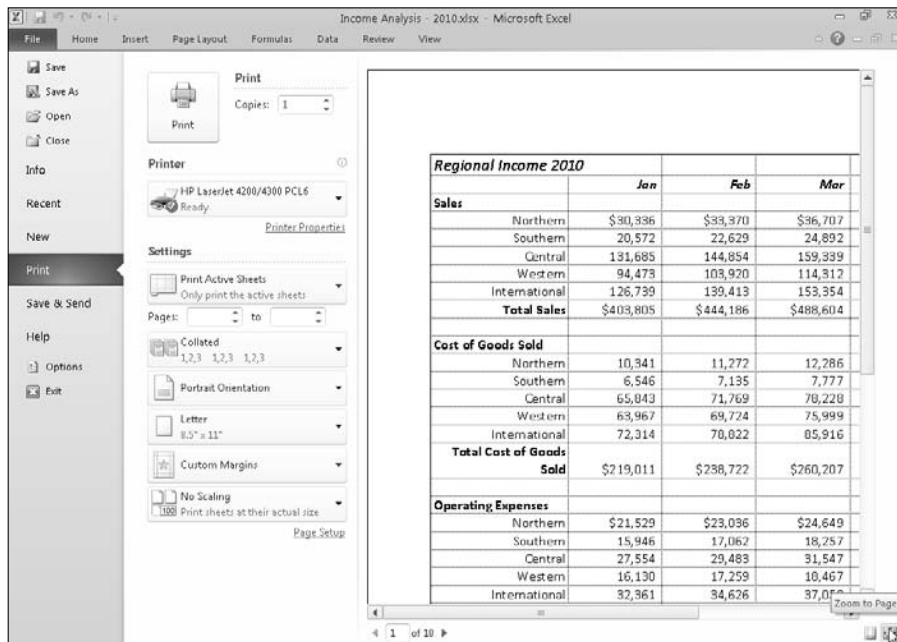 Income Analysis - 2010.xlsx - Microsoft Excel
File Home Insert Page Layout Formulas Data Review View
Save
Save As
Open
Close
Info
Recent
New
Print
Save & Send
Help
Options
Exit
Print
Print
Copies: 1
Printer
HP LaserJet 4200/4300 PCL6
Ready
Printer Properties
Settings
Print Active Sheets
Only print the active sheets
Pages: to
Collated
1,2,3 1,2,3 1,2,3
Portrait Orientation
Letter
8.5" x 11"
Custom Margins
No Scaling
100 Print sheets at their actual size
Page Setup
Regional Income 2010
Jan Feb Mar
Sales
Northern $30,336 $33,370 $36,707
Southern 20,572 22,629 24,892
Central 131,685 144,854 159,339
Western 94,473 103,920 114,312
International 126,739 139,413 153,354
Total Sales $403,805 $444,186 $488,604
Cost of Goods Sold
Northern 10,341 11,272 12,286
Southern 6,546 7,135 7,777
Central 65,843 71,769 78,228
Western 63,967 69,724 75,999
International 72,314 78,822 85,916
Total Cost of Goods
Sold $219,011 $238,722 $260,207
Operating Expenses
Northern $21,529 $23,036 $24,649
Southern 15,946 17,062 18,257
Central 27,554 29,483 31,547
Western 16,130 17,259 18,467
International 32,361 34,626
Zoom to Page
1 of 10